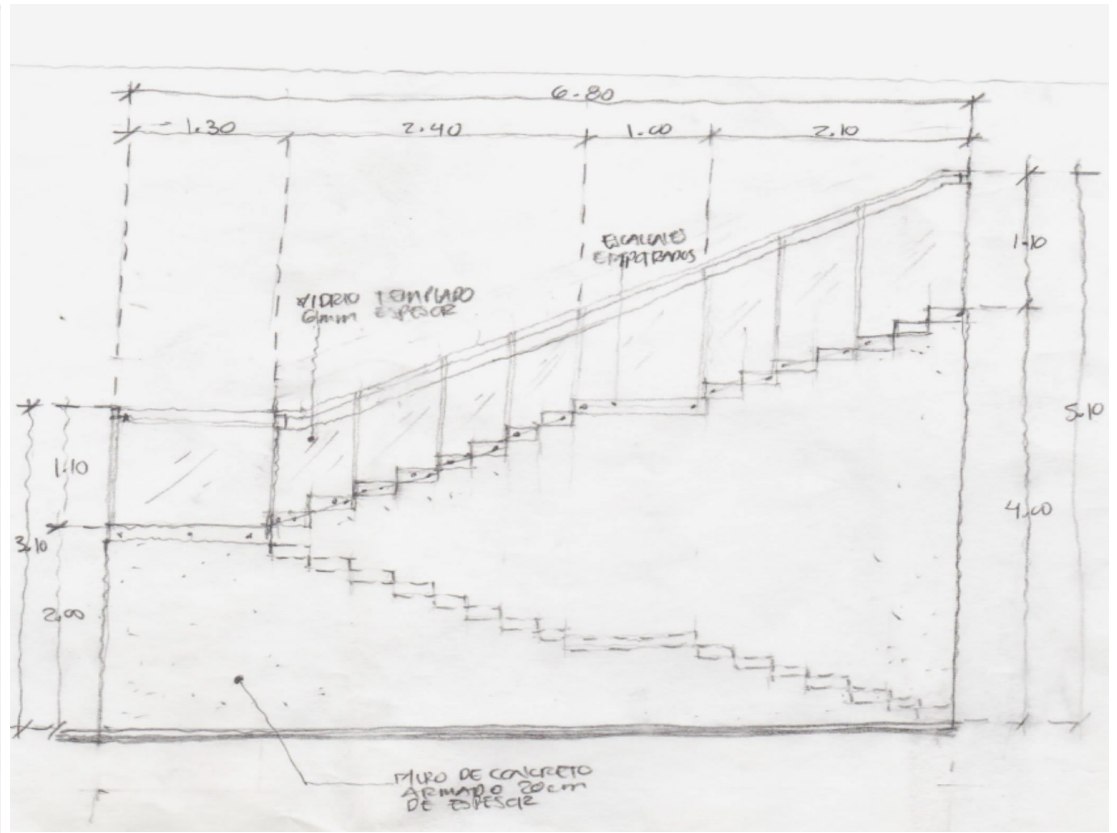 6.80
1.30 2.40 1.00 2.10
ESCALONES
EMPOTRADOS
1.10
VIDRIO TEMPLADO
6mm ESPESOR
5.10
1.10
4.00
3.10
2.00
MURO DE CONCRETO
ARMADO 20cm
DE ESPESOR